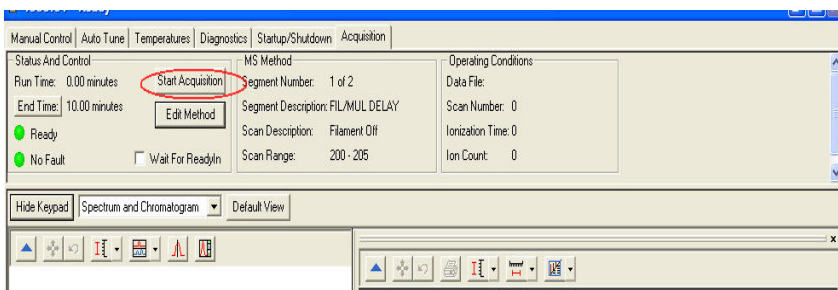 Manual Control Auto Tune Temperatures Diagnostics Startup/Shutdown Acquisition
Status And Control
Run Time: 0.00 minutes
Start Acquisition
End Time: 10.00 minutes
Edit Method
Ready
No Fault
Wait For ReadyIn
MS Method
Segment Number: 1 of 2
Segment Description: FIL/MUL DELAY
Scan Description: Filament Off
Scan Range: 200 - 205
Operating Conditions
Data File:
Scan Number: 0
Ionization Time: 0
Ion Count: 0
Hide Keypad Spectrum and Chromatogram Default View
x